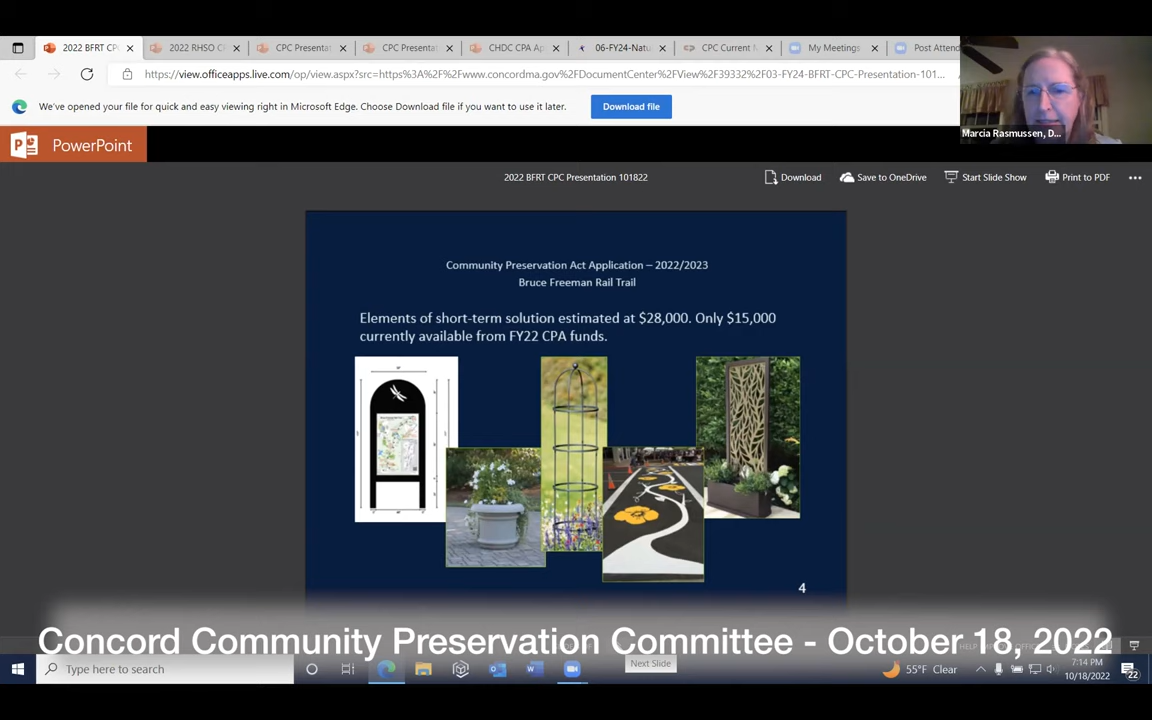 2022 BFRT CPC
2022 RHSO C
CPC Presentat
CPC Presentat
CHDC CPA Ap
06-FY24-Natu
CPC Current
My Meetings
Post Attend
https://view.officeapps.live.com/op/view.aspx?src=https%3A%2F%2Fwww.concordma.gov%2FDocumentCenter%2FView%2F39332%2F03-FY24-BFRT-CPC-Presentation-101...
We've opened your file for quick and easy viewing right in Microsoft Edge. Choose Download file if you want to use it later.
Download file
Marcia Rasmussen, D...
PowerPoint
2022 BFRT CPC Presentation 101822
Download
Save to OneDrive
Start Slide Show
Print to PDF
Community Preservation Act Application – 2022/2023
Bruce Freeman Rail Trail
Elements of short-term solution estimated at $28,000. Only $15,000
currently available from FY22 CPA funds.
4
Concord Community Preservation Committee - October 18, 2022
Next Slide
Type here to search
55°F Clear
7:14 PM
10/18/2022
22